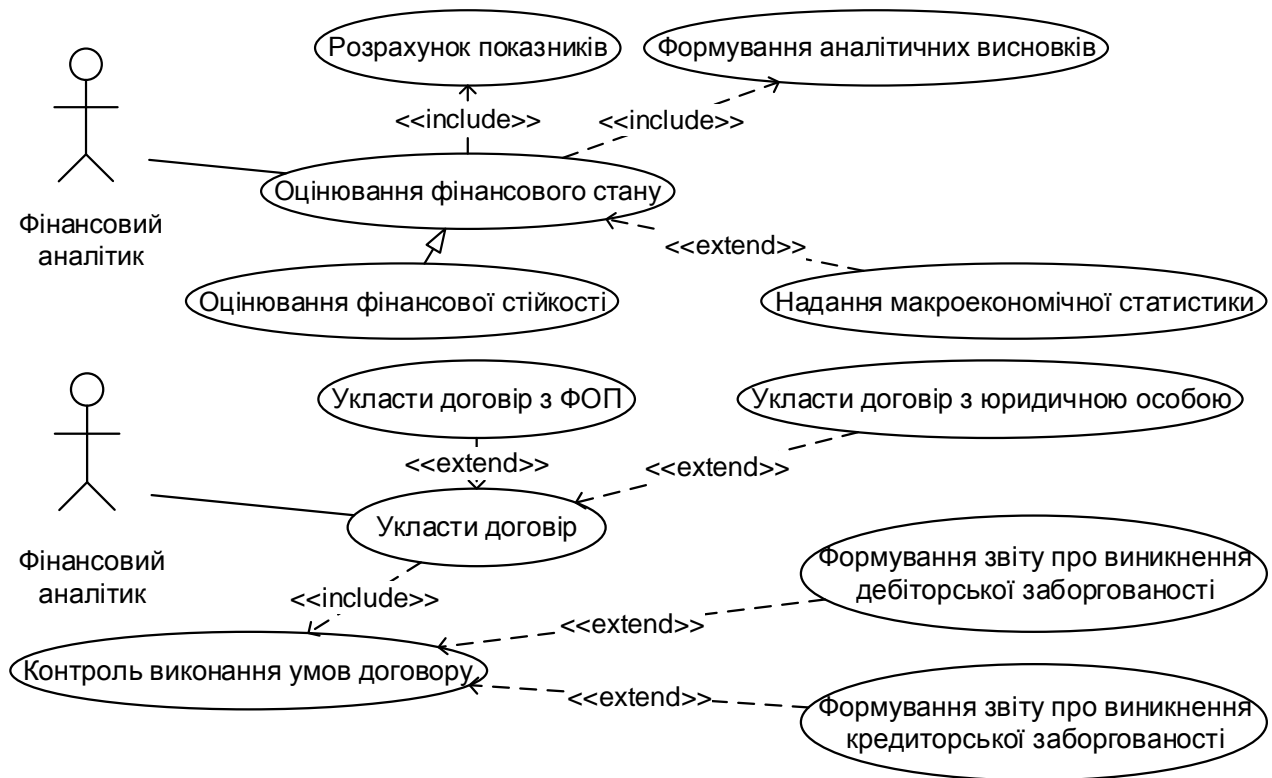 Розрахунок показників
Формування аналітичних висновків
<<include>>
<<include>>
Оцінювання фінансового стану
Фінансовий
аналітик
<<extend>>
Оцінювання фінансової стійкості
Надання макроекономічної статистики
Укласти договір з ФОП
Укласти договір з юридичною особою
<<extend>>
<<extend>>
Укласти договір
Фінансовий
аналітик
Формування звіту про виникнення
дебіторської заборгованості
<<include>>
<<extend>>
Контроль виконання умов договору
<<extend>>
Формування звіту про виникнення
кредиторської заборгованості